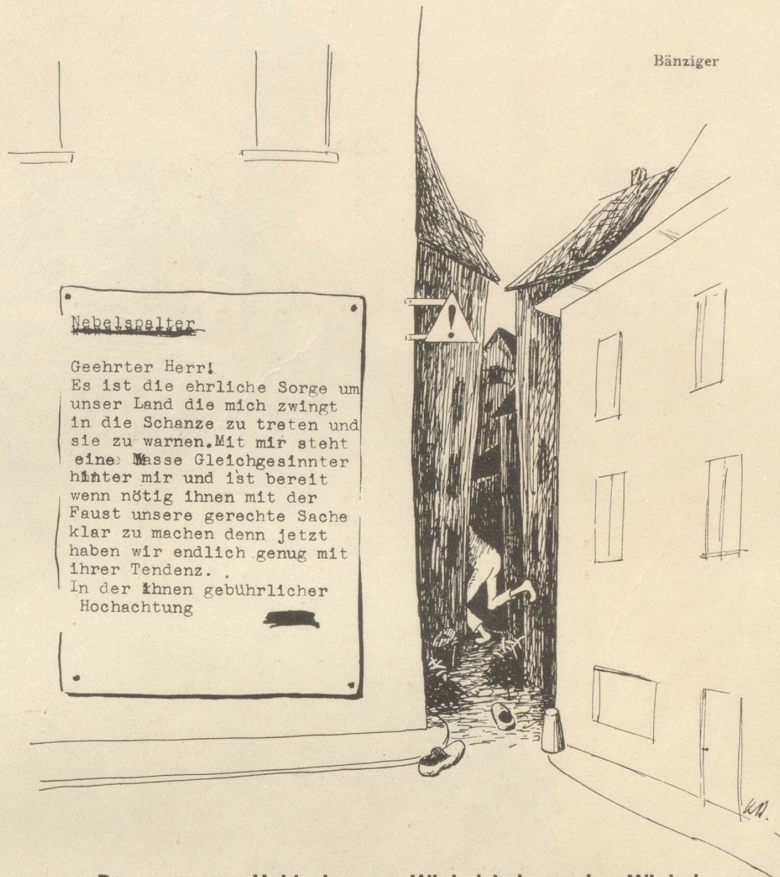 Bänziger
Nebelspalter
Geehrter Herr!
Es ist die ehrliche Sorge um
unser Land die mich zwingt
in die Schanze zu treten und
sie zu warnen.Mit mir steht
eine Masse Gleichgesinnter
hinter mir und ist bereit
wenn nötig ihnen mit der
Faust unsere gerechte Sache
klar zu machen denn jetzt
haben wir endlich genug mit
ihrer Tendenz.
In der ihnen gebührlicher
Hochachtung
!